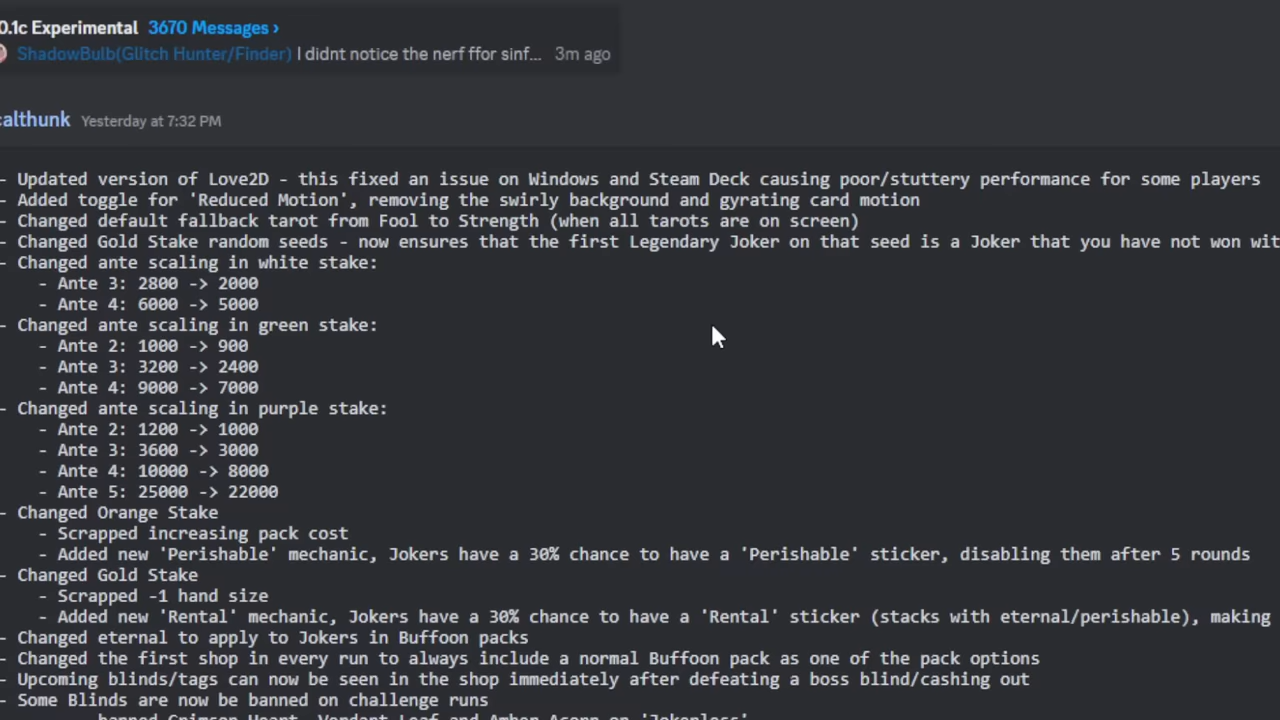 0.1c Experimental 3670 Messages ›
ShadowBulb(Glitch Hunter/Finder) I didnt notice the nerf ffor sinf... 3m ago
calthunk Yesterday at 7:32 PM
- Updated version of Love2D - this fixed an issue on Windows and Steam Deck causing poor/stuttery performance for some players
- Added toggle for 'Reduced Motion', removing the swirly background and gyrating card motion
- Changed default fallback tarot from Fool to Strength (when all tarots are on screen)
- Changed Gold Stake random seeds - now ensures that the first Legendary Joker on that seed is a Joker that you have not won wit
- Changed ante scaling in white stake:
- Ante 3: 2800 -> 2000
- Ante 4: 6000 -> 5000
- Changed ante scaling in green stake:
- Ante 2: 1000 -> 900
- Ante 3: 3200 -> 2400
- Ante 4: 9000 -> 7000
- Changed ante scaling in purple stake:
- Ante 2: 1200 -> 1000
- Ante 3: 3600 -> 3000
- Ante 4: 10000 -> 8000
- Ante 5: 25000 -> 22000
- Changed Orange Stake
- Scrapped increasing pack cost
- Added new 'Perishable' mechanic, Jokers have a 30% chance to have a 'Perishable' sticker, disabling them after 5 rounds
- Changed Gold Stake
- Scrapped -1 hand size
- Added new 'Rental' mechanic, Jokers have a 30% chance to have a 'Rental' sticker (stacks with eternal/perishable), making
- Changed eternal to apply to Jokers in Buffoon packs
- Changed the first shop in every run to always include a normal Buffoon pack as one of the pack options
- Upcoming blinds/tags can now be seen in the shop immediately after defeating a boss blind/cashing out
- Some Blinds are now banned on challenge runs
banned Crimson Heart, Verdant Leaf and Amber Acorn on 'Jokerless'